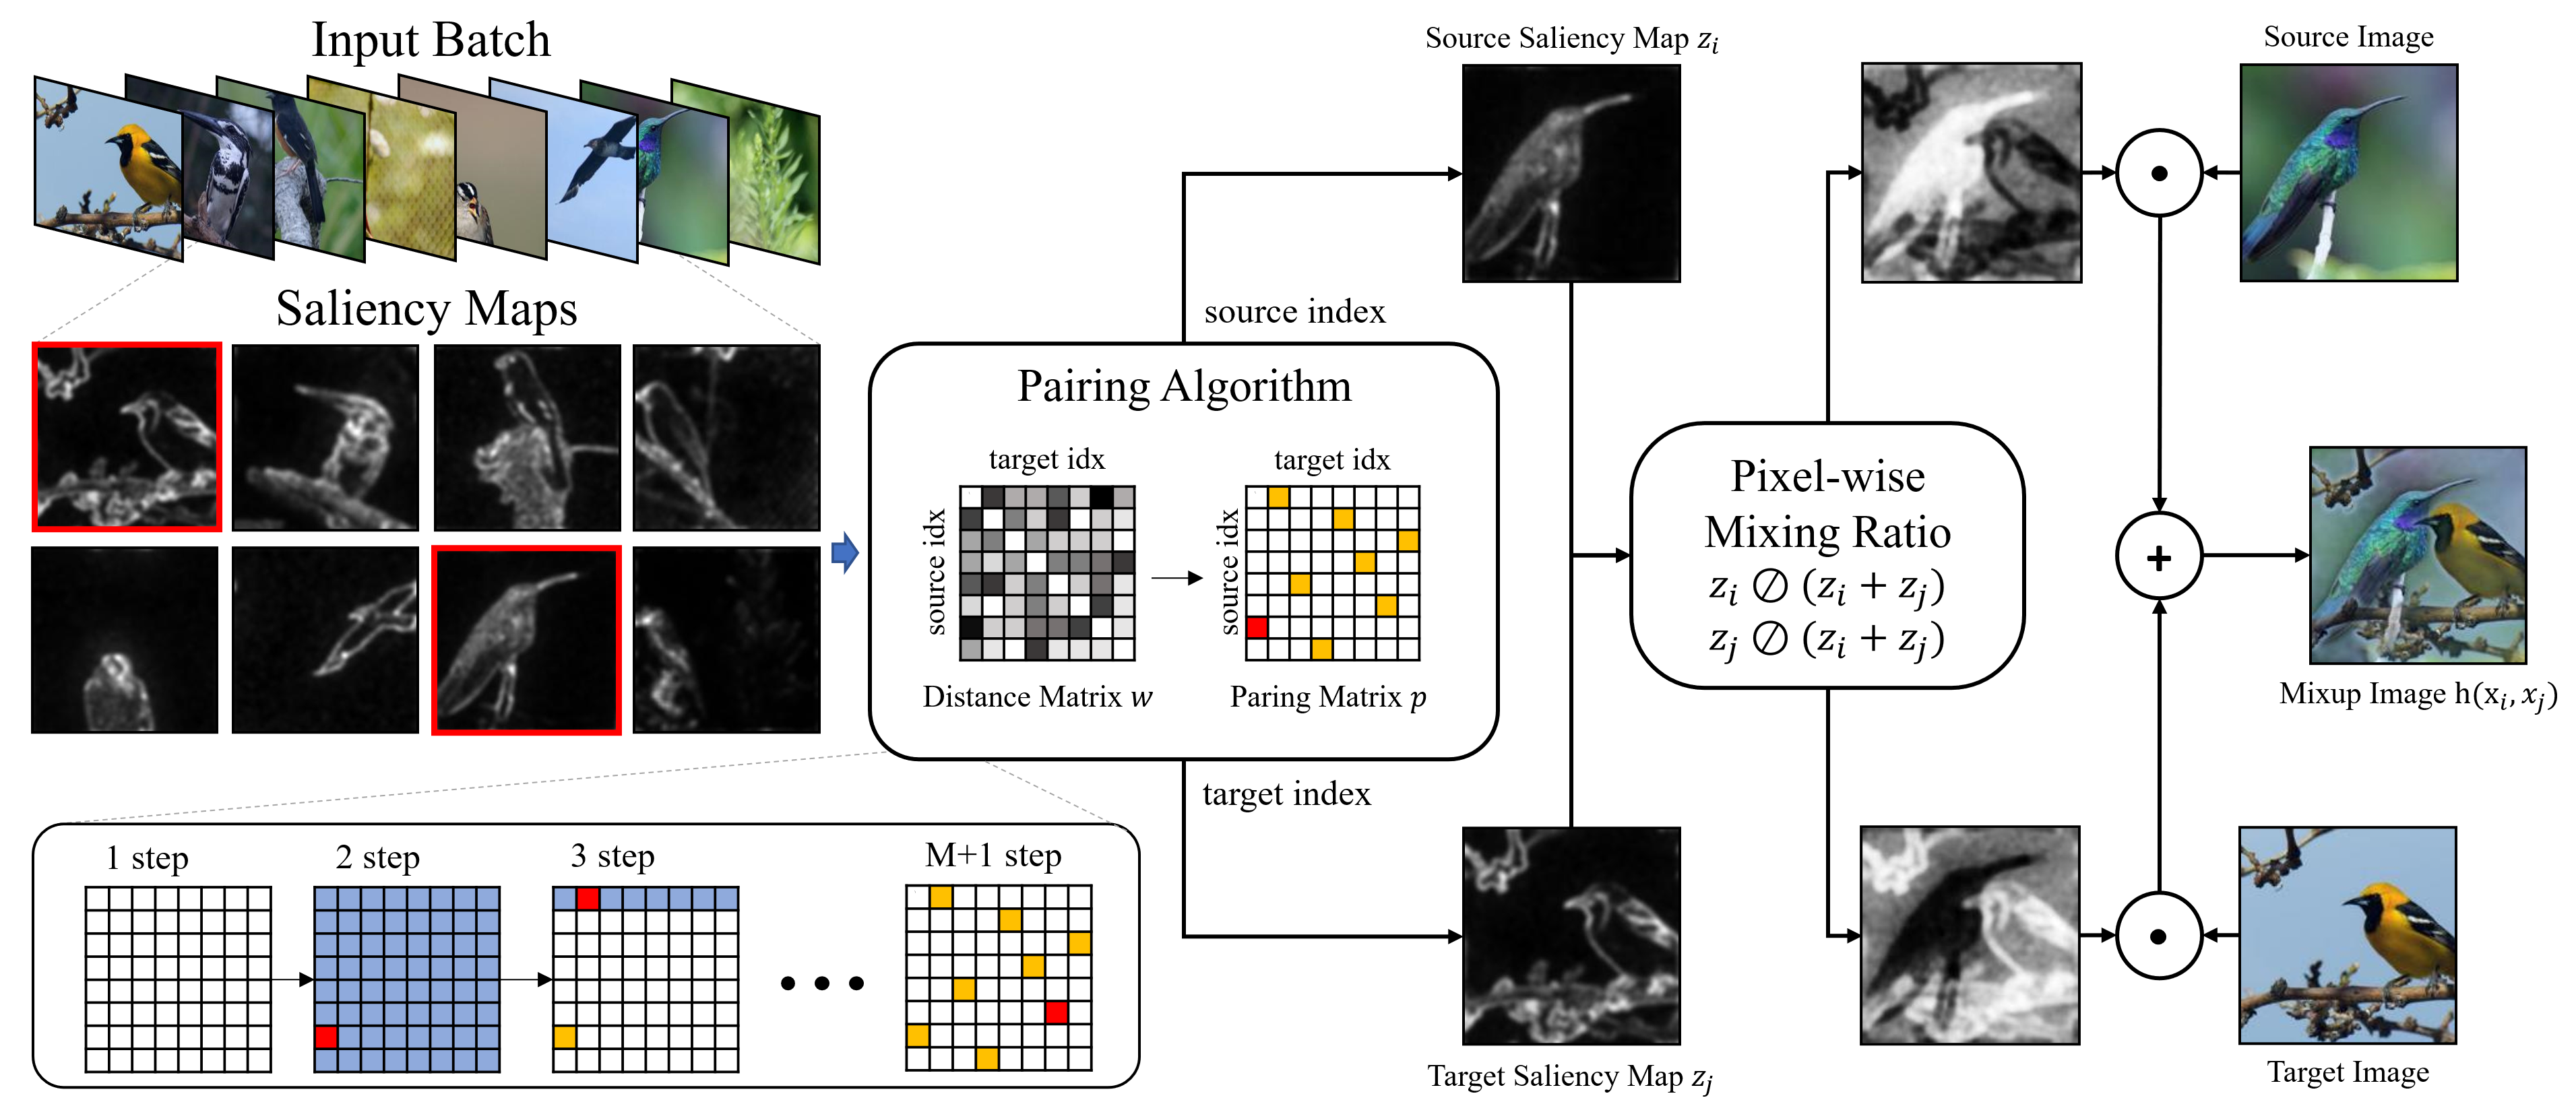 Input Batch
Saliency Maps
source index
Pairing Algorithm
target idx
source idx
Distance Matrix w
target idx
source idx
Paring Matrix p
target index
1 step
2 step
3 step
• • •
M+1 step
Source Saliency Map z_i
Target Saliency Map z_j
Pixel-wise
Mixing Ratio
z_i ⊘ (z_i + z_j)
z_j ⊘ (z_i + z_j)
Source Image
+
Mixup Image h(x_i, x_j)
Target Image